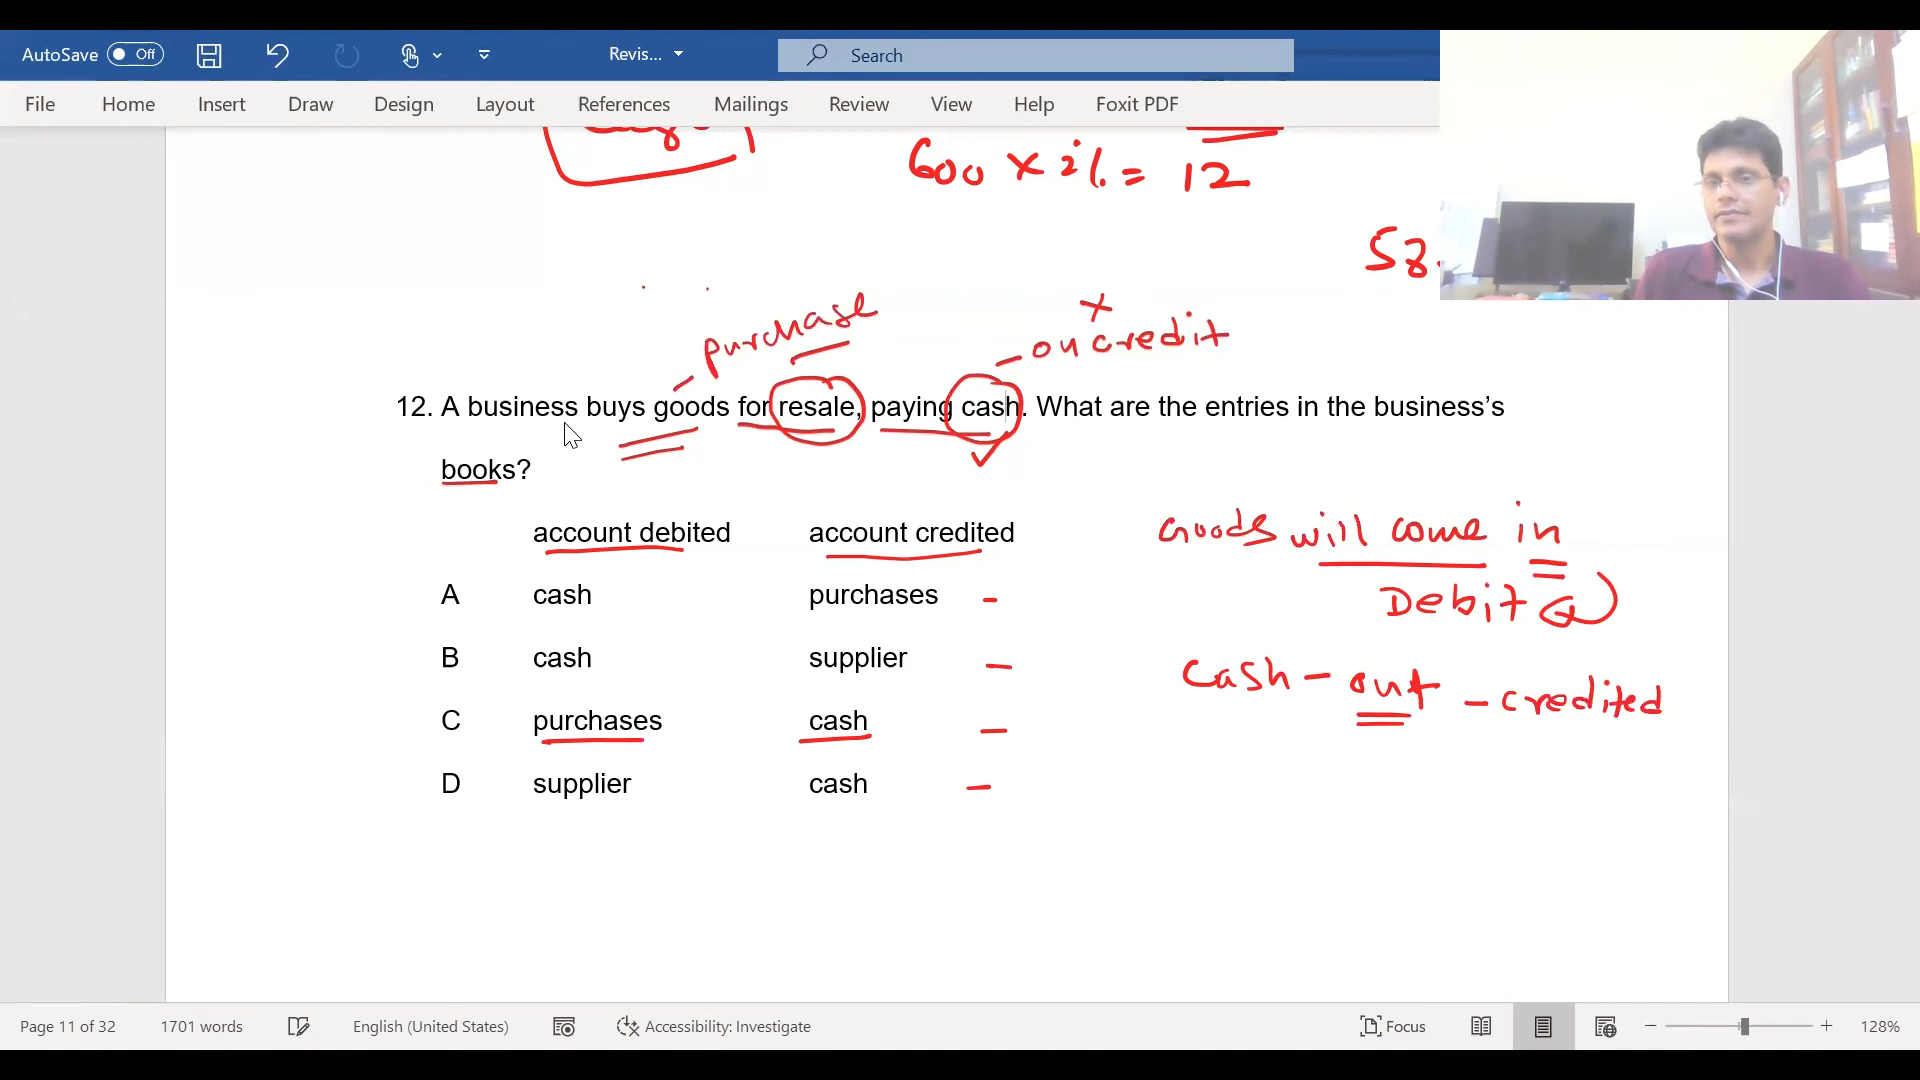 AutoSave Off Revis... Search
File Home Insert Draw Design Layout References Mailings Review View Help Foxit PDF
600 x 2% = 12
58.
purchase
x
on credit
12. A business buys goods for resale, paying cash. What are the entries in the business's
books?
account debited account credited
Goods will come in
A cash purchases
Debit
B cash supplier
Cash - out - credited
C purchases cash
D supplier cash
Page 11 of 32 1701 words English (United States) Accessibility: Investigate Focus 128%